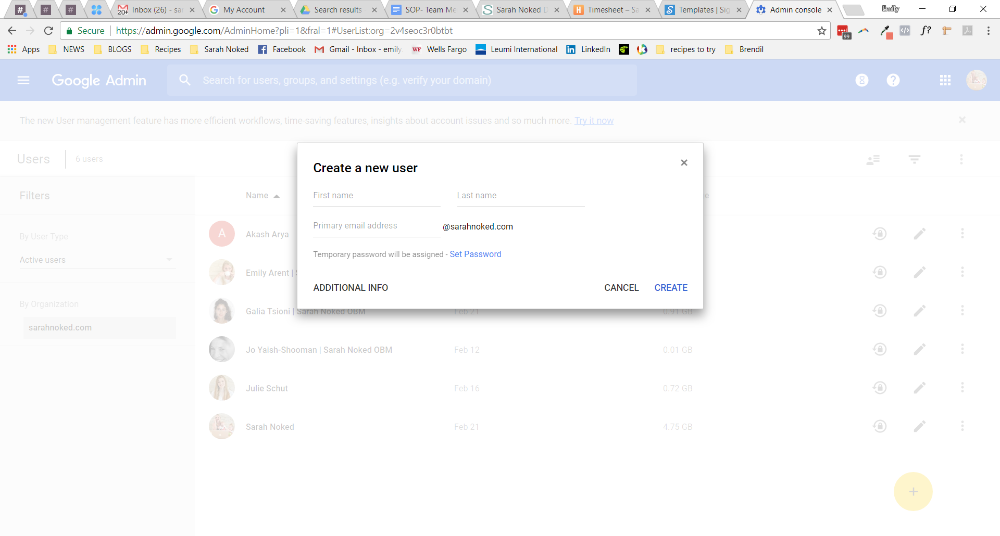 20+ Inbox (26) - sar
My Account
Search results
SOP- Team Me
Sarah Noked D
Timesheet – Sa
Templates | Sig
Admin console
Emily
Secure
https://admin.google.com/AdminHome?pli=1&fral=1#UserList:org=2v4seoc3r0btbt
99
f?
Apps
NEWS
BLOGS
Recipes
Sarah Noked
Facebook
Gmail - Inbox - emily
WF Wells Fargo
Leumi International
LinkedIn
recipes to try
Brendil
Google Admin
Search for users, groups, and settings (e.g. verify your domain)
The new User management feature has more efficient workflows, time-saving features, insights about account issues and so much more. Try it now
Users
6 users
Create a new user
First name
Last name
Primary email address
@sarahnoked.com
Temporary password will be assigned - Set Password
ADDITIONAL INFO
CANCEL
CREATE
Filters
By User Type
Active users
By Organization
sarahnoked.com
Name
A Akash Arya
Emily Arent |
Galia Tsioni | Sarah Noked OBM Feb 21 0.91 GB
Jo Yaish-Shooman | Sarah Noked OBM Feb 12 0.01 GB
Julie Schut Feb 16 0.72 GB
Sarah Noked Feb 21 4.75 GB